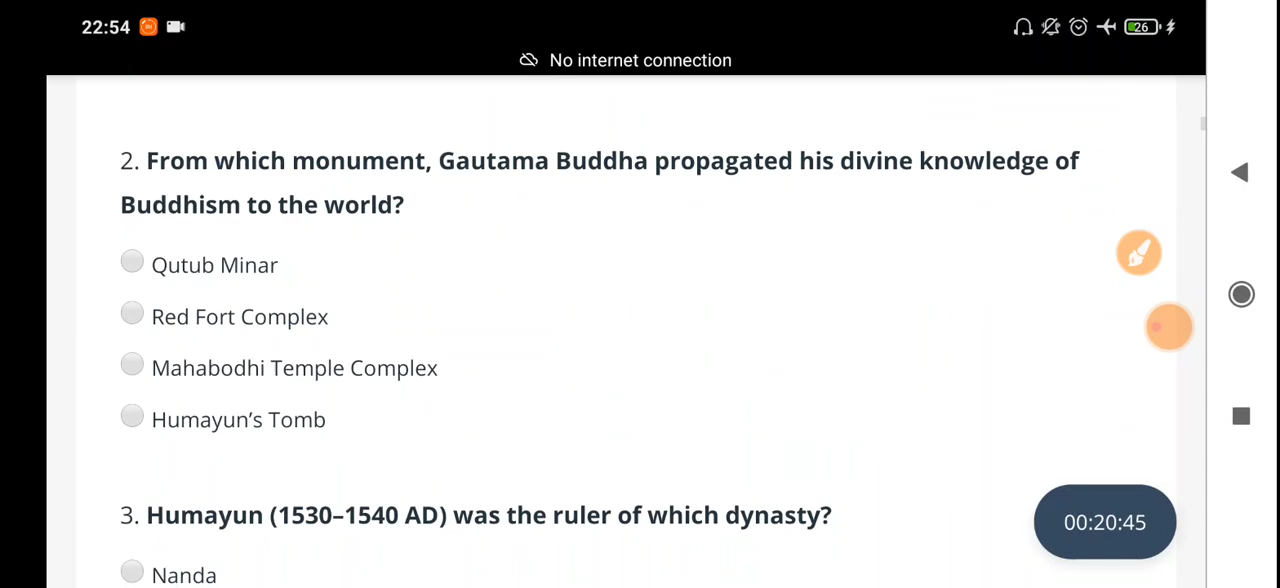 22:54
26
No internet connection
2. From which monument, Gautama Buddha propagated his divine knowledge of
Buddhism to the world?
Qutub Minar
Red Fort Complex
Mahabodhi Temple Complex
Humayun’s Tomb
3. Humayun (1530–1540 AD) was the ruler of which dynasty?
00:20:45
Nanda